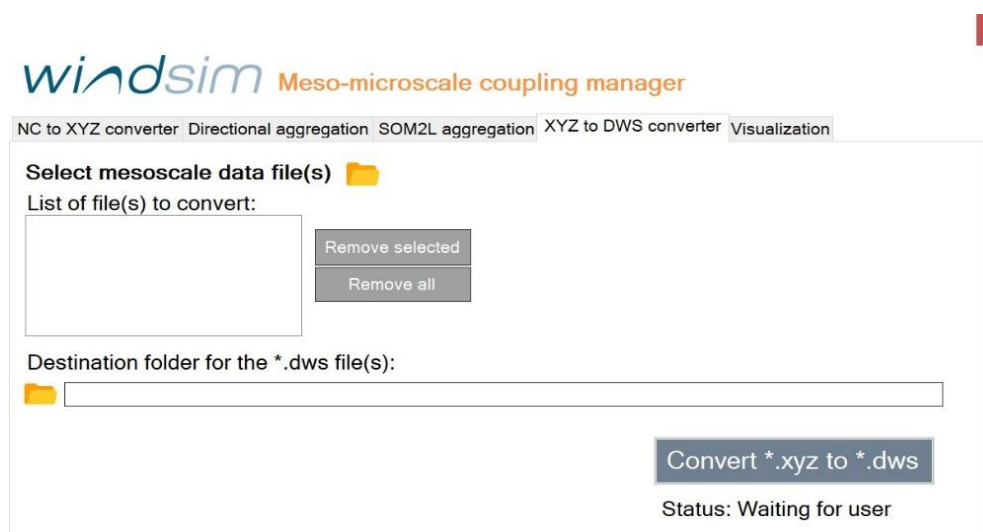 windsim Meso-microscale coupling manager
NC to XYZ converter Directional aggregation SOM2L aggregation XYZ to DWS converter Visualization
Select mesoscale data file(s)
List of file(s) to convert:
Remove selected
Remove all
Destination folder for the *.dws file(s):
Convert *.xyz to *.dws
Status: Waiting for user